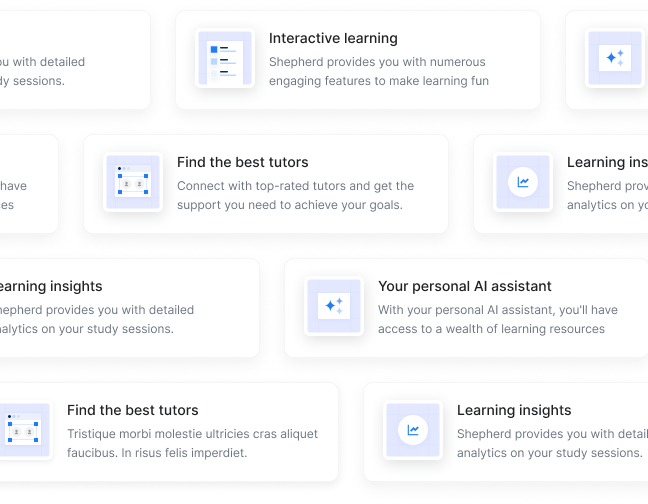 Interactive learning
u with detailed
Shepherd provides you with numerous
y sessions.
engaging features to make learning fun
Find the best tutors
Learning ins
have
Connect with top-rated tutors and get the
Shepherd prov
es
support you need to achieve your goals.
analytics on yo
earning insights
Your personal AI assistant
hepherd provides you with detailed
With your personal AI assistant, you'll have
nalytics on your study sessions.
access to a wealth of learning resources
Find the best tutors
Learning insights
Tristique morbi molestie ultricies cras aliquet
Shepherd provides you with detail
faucibus. In risus felis imperdiet.
analytics on your study sessions.